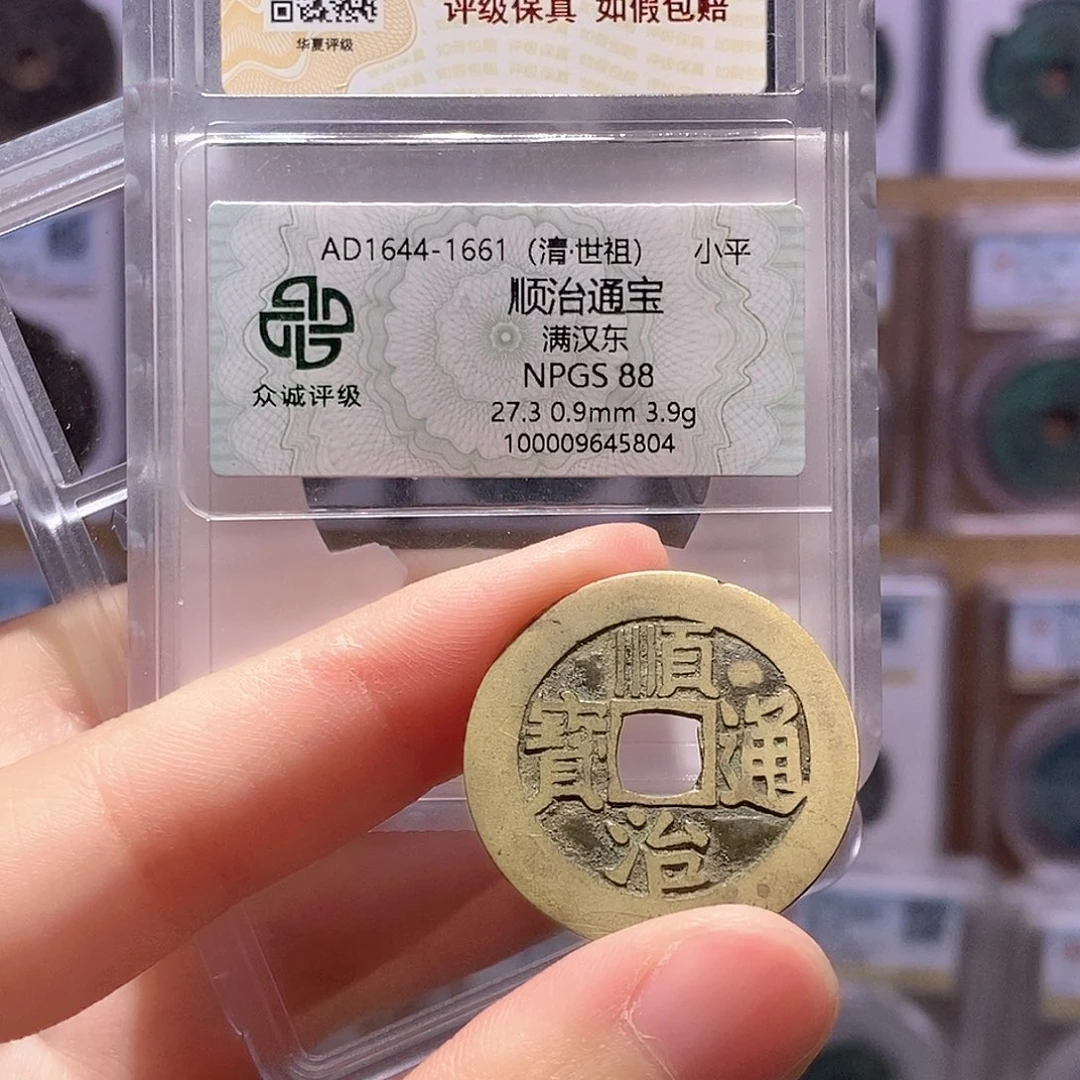 评级保真 如假包赔
华夏评级
AD1644-1661（清·世祖） 小平
顺治通宝
满汉东
NPGS 88
27.3 0.9mm 3.9g
100009645804
众诚评级
順
寶 通
治